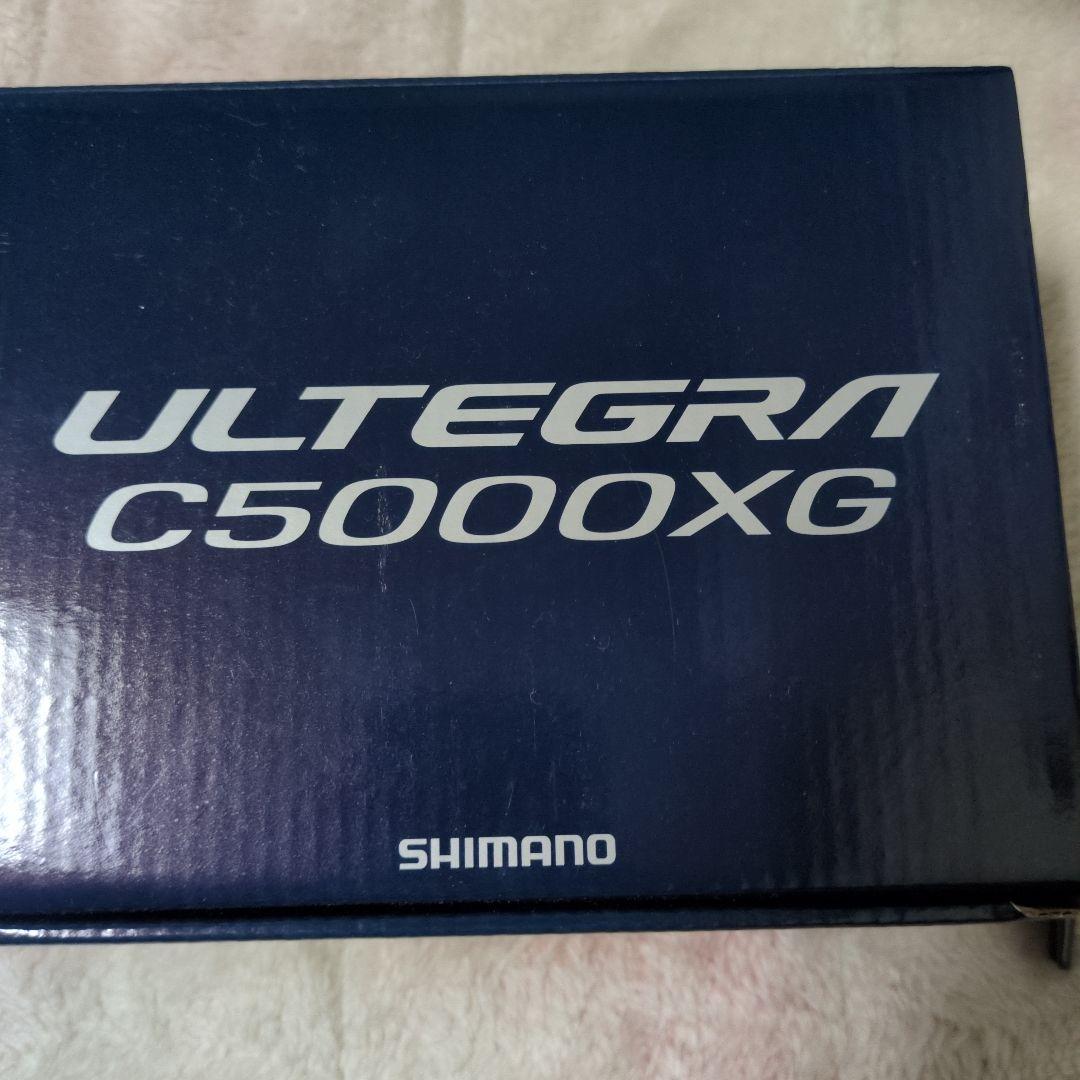 ULTEGRA
C5000XG
SHIMANO